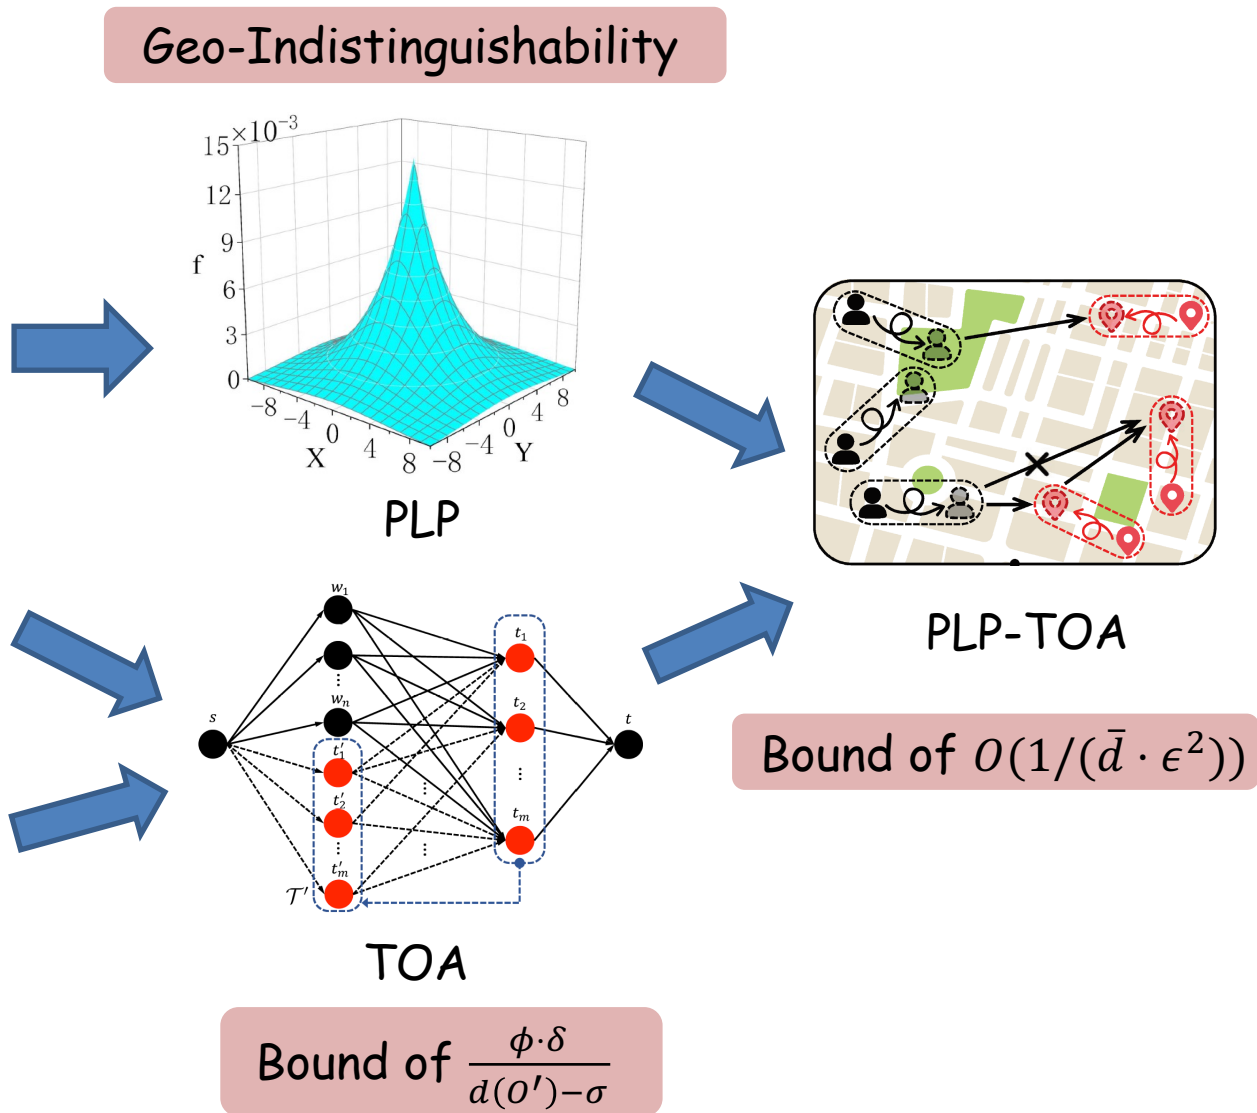 Geo-Indistinguishability
15×10⁻³
12
9
f
6
3
0
-8
-4
0
4
8
X
-8
-4
0
4
8
Y
PLP
w₁
⋮
wₙ
s
t′₁
t′₂
⋮
t′ₘ
𝒯′
⋮
⋮
t₁
t₂
⋮
tₘ
t
TOA
Bound of ϕ·δ / d(O′)−σ
PLP-TOA
Bound of O(1/(d̄ · ϵ²))